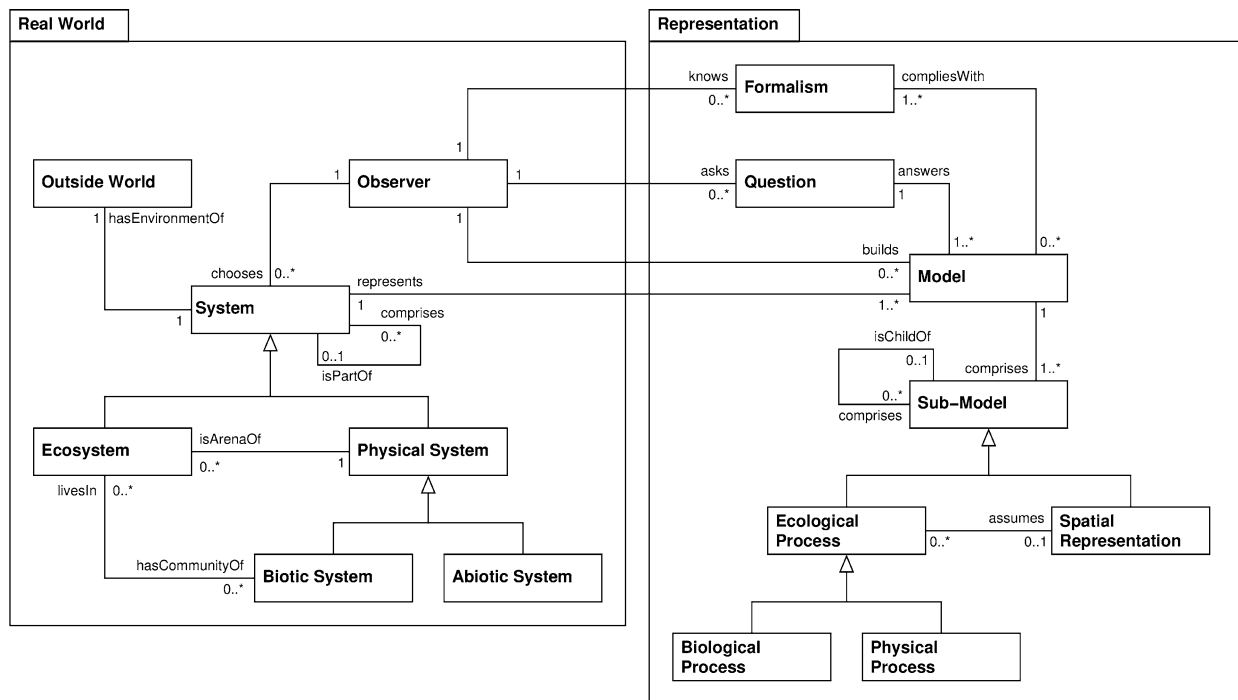 Real World
Representation
knows
0..*
Formalism
compliesWith
1..*
1
Outside World
1
Observer
1
asks
0..*
Question
answers
1
1
hasEnvironmentOf
1
chooses
0..*
builds
0..*
1..*
0..*
Model
System
1
represents
1
1..*
1
comprises
0..*
0..1
isPartOf
isChildOf
0..1
comprises
1..*
0..*
comprises
Sub-Model
Ecosystem
isArenaOf
0..*
1
Physical System
livesIn
0..*
hasCommunityOf
0..*
Biotic System
Abiotic System
Ecological
Process
assumes
0..*
0..1
Spatial
Representation
Biological
Process
Physical
Process